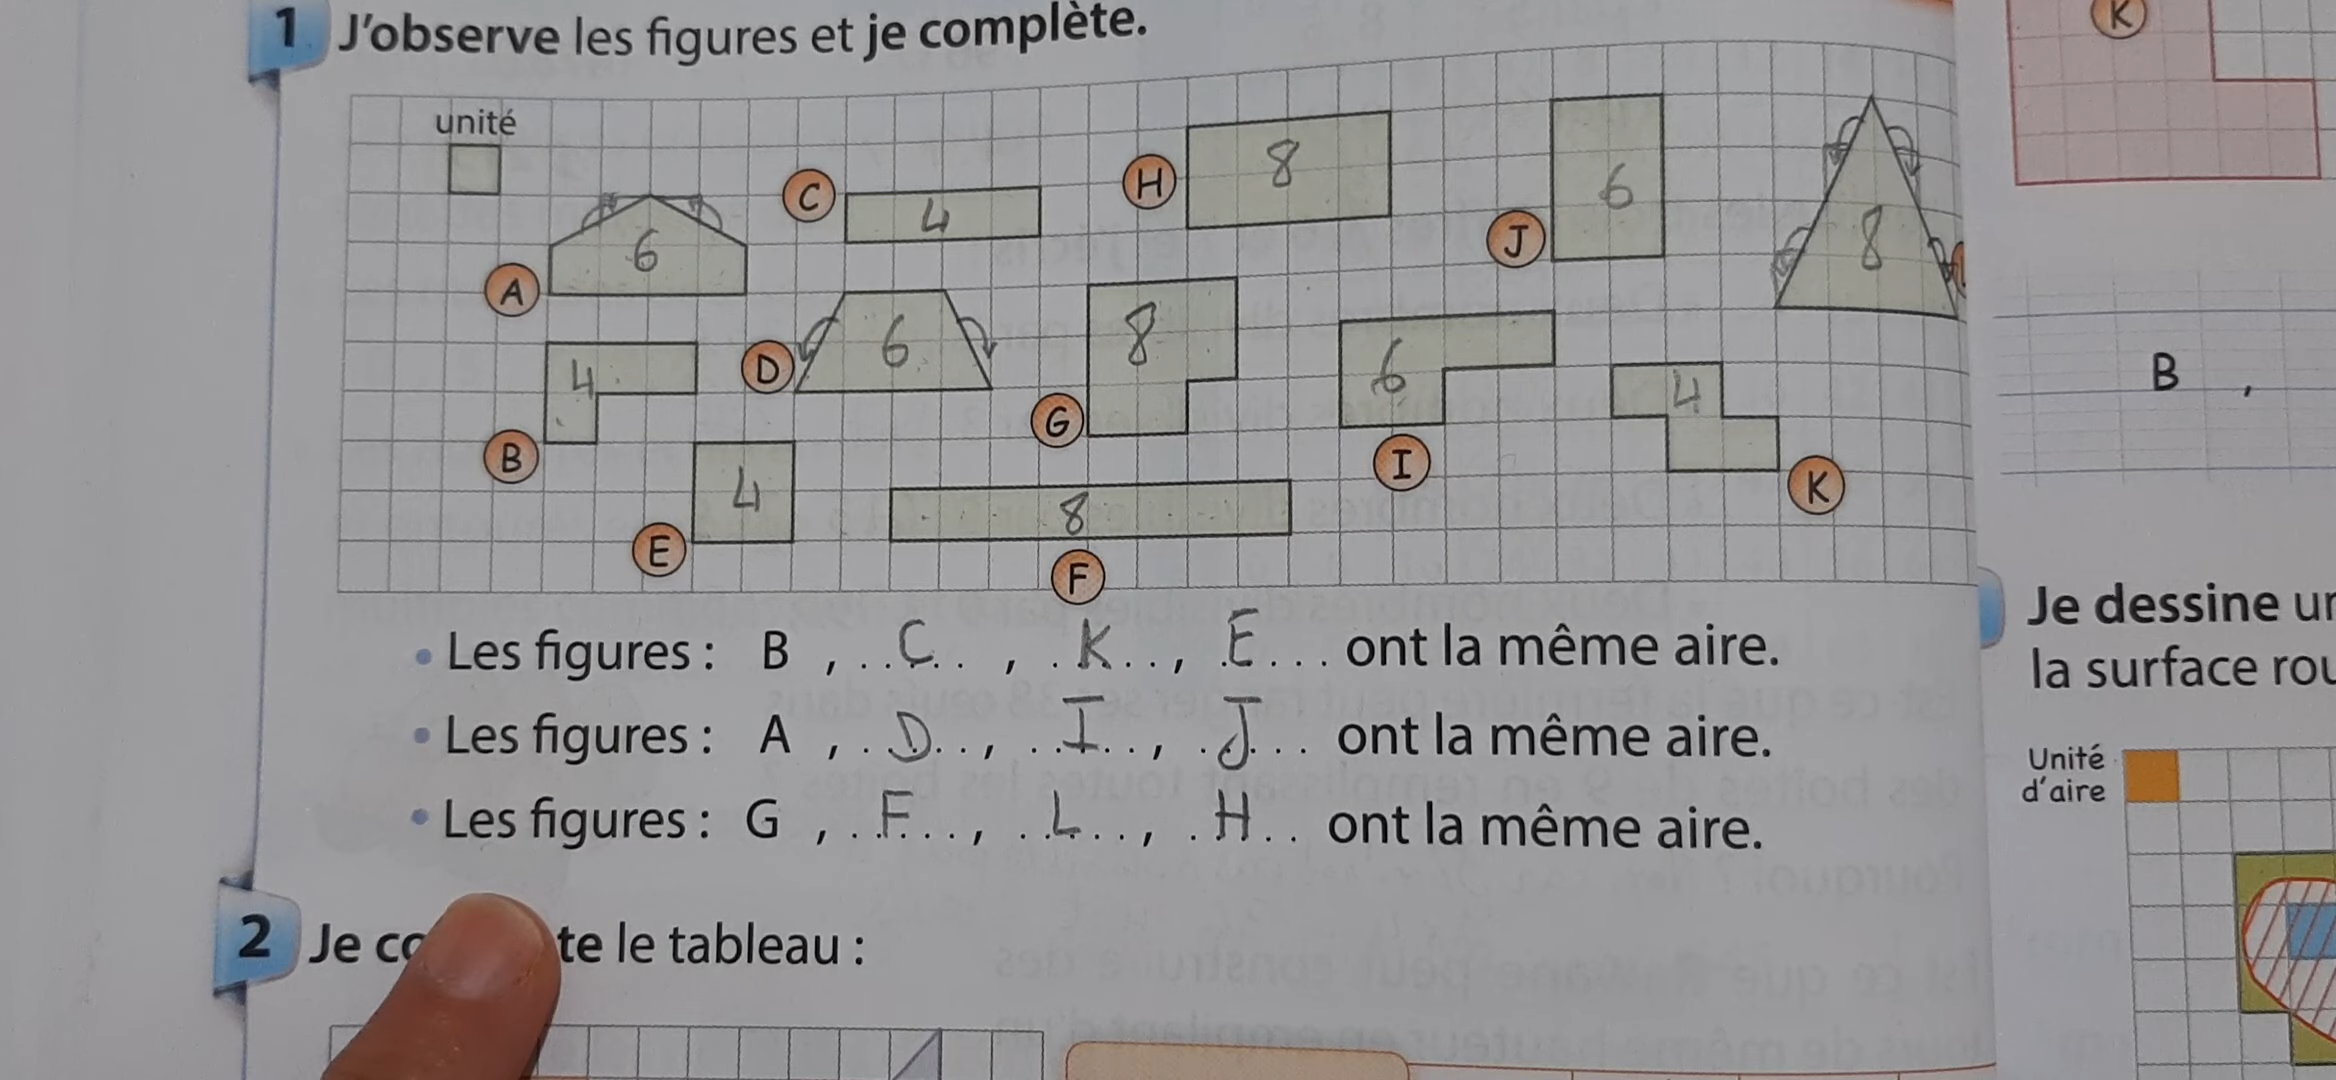 1 J'observe les figures et je complète.
unité
A 6
B 4
C 4
D 6
E 4
F 8
G 8
H 8
I 6
J 6
8
K 4
• Les figures : B , ..C.. , .K.., .E... ont la même aire.
• Les figures : A , .D.., ..I.., .J... ont la même aire.
• Les figures : G , ..F..., ..L..., .H.. ont la même aire.
2 Je co te le tableau :
K
B ,
Je dessine
la surface
Unité
d'aire